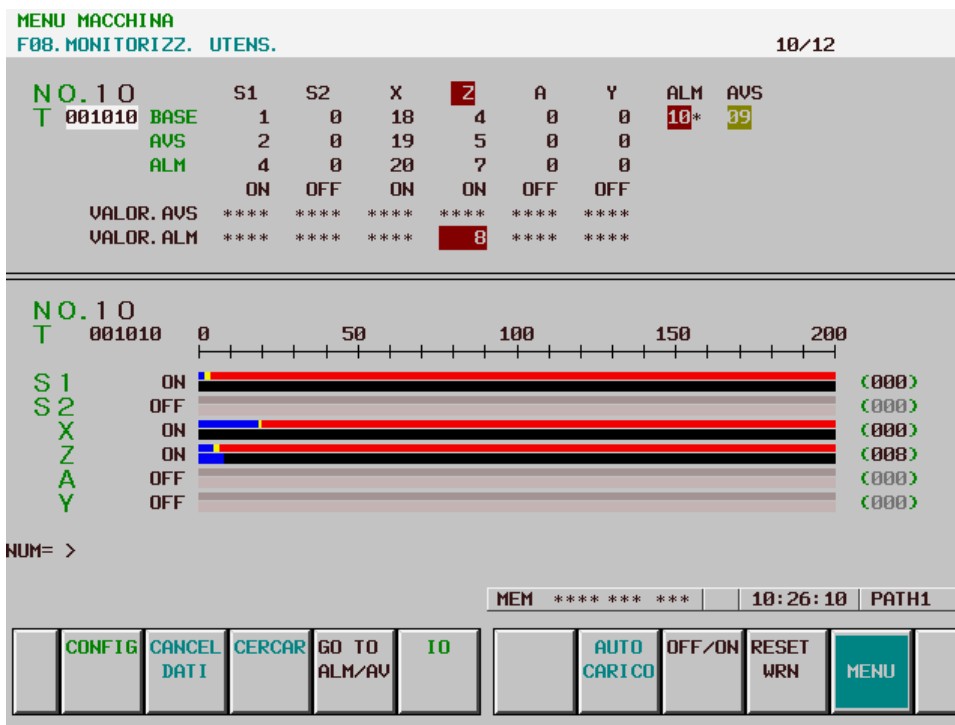 MENU MACCHINA
F08.MONITORIZZ. UTENS. 10/12
NO.10 S1 S2 X Z A Y ALM AVS
T 001010 BASE 1 0 18 4 0 0 10* 09
AVS 2 0 19 5 0 0
ALM 4 0 20 7 0 0
ON OFF ON ON OFF OFF
VALOR.AVS **** **** **** **** **** ****
VALOR.ALM **** **** **** 8 **** ****
NO.10
T 001010 0 50 100 150 200
S1 ON (000)
S2 OFF (000)
X ON (000)
Z ON (008)
A OFF (000)
Y OFF (000)
NUM= >
MEM **** *** *** 10:26:10 PATH1
CONFIG CANCEL DATI CERCAR GO TO ALM/AV IO AUTO CARICO OFF/ON RESET WRN MENU